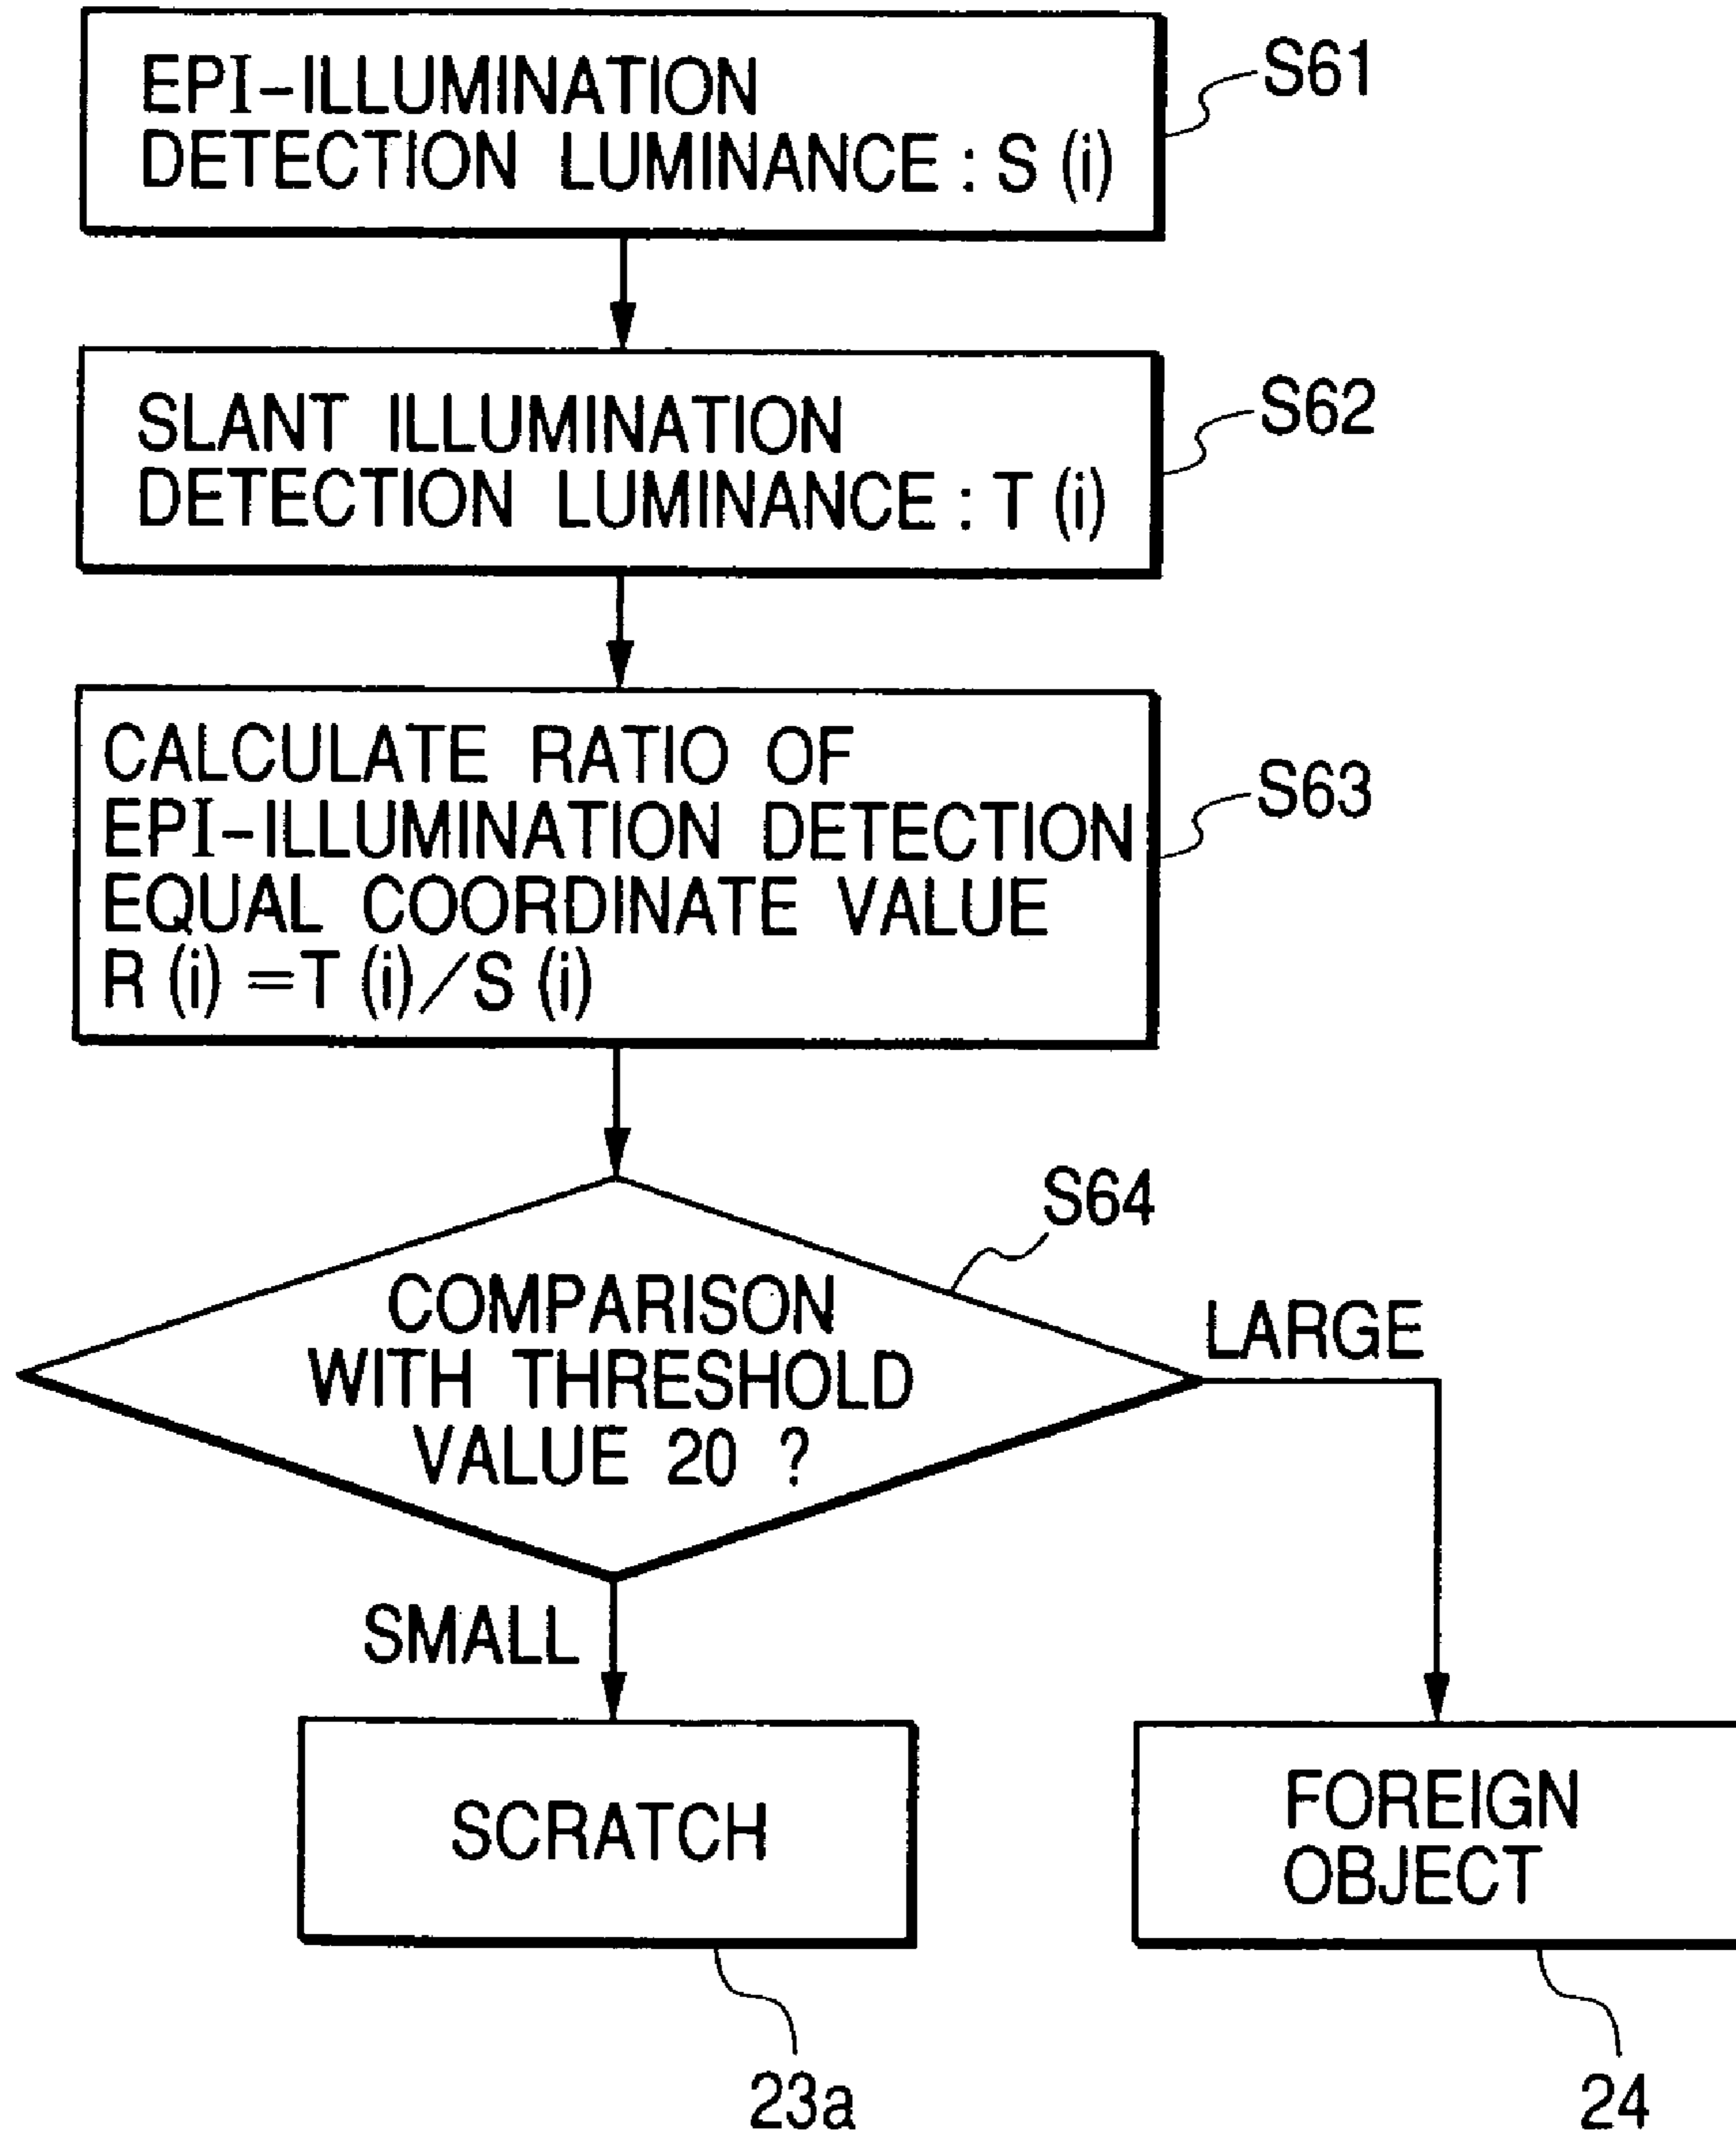 EPI-ILLUMINATION
DETECTION LUMINANCE : S (i)
S61
SLANT ILLUMINATION
DETECTION LUMINANCE : T (i)
S62
CALCULATE RATIO OF
EPI-ILLUMINATION DETECTION
EQUAL COORDINATE VALUE
R (i) =T (i)/S (i)
S63
S64
COMPARISON
WITH THRESHOLD
VALUE 20 ?
LARGE
SMALL
SCRATCH
FOREIGN
OBJECT
23a
24